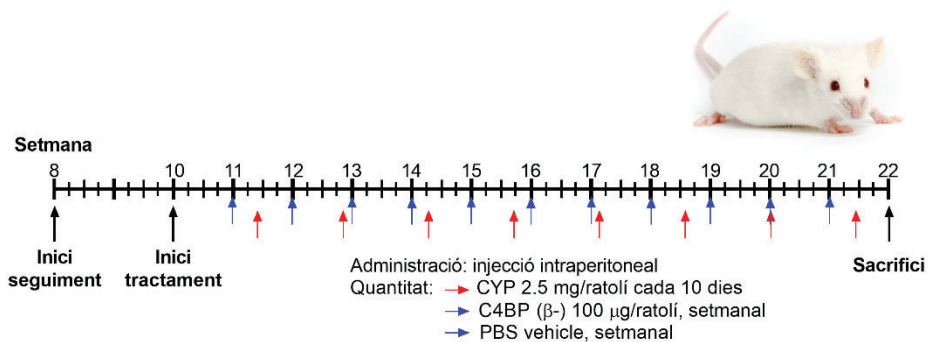 Setmana
8 10 11 12 13 14 15 16 17 18 19 20 21 22
Inici seguiment
Inici tractament
Sacrifici
Administració: injecció intraperitoneal
Quantitat: CYP 2.5 mg/ratolí cada 10 dies
C4BP (β-) 100 μg/ratolí, setmanal
PBS vehicle, setmanal